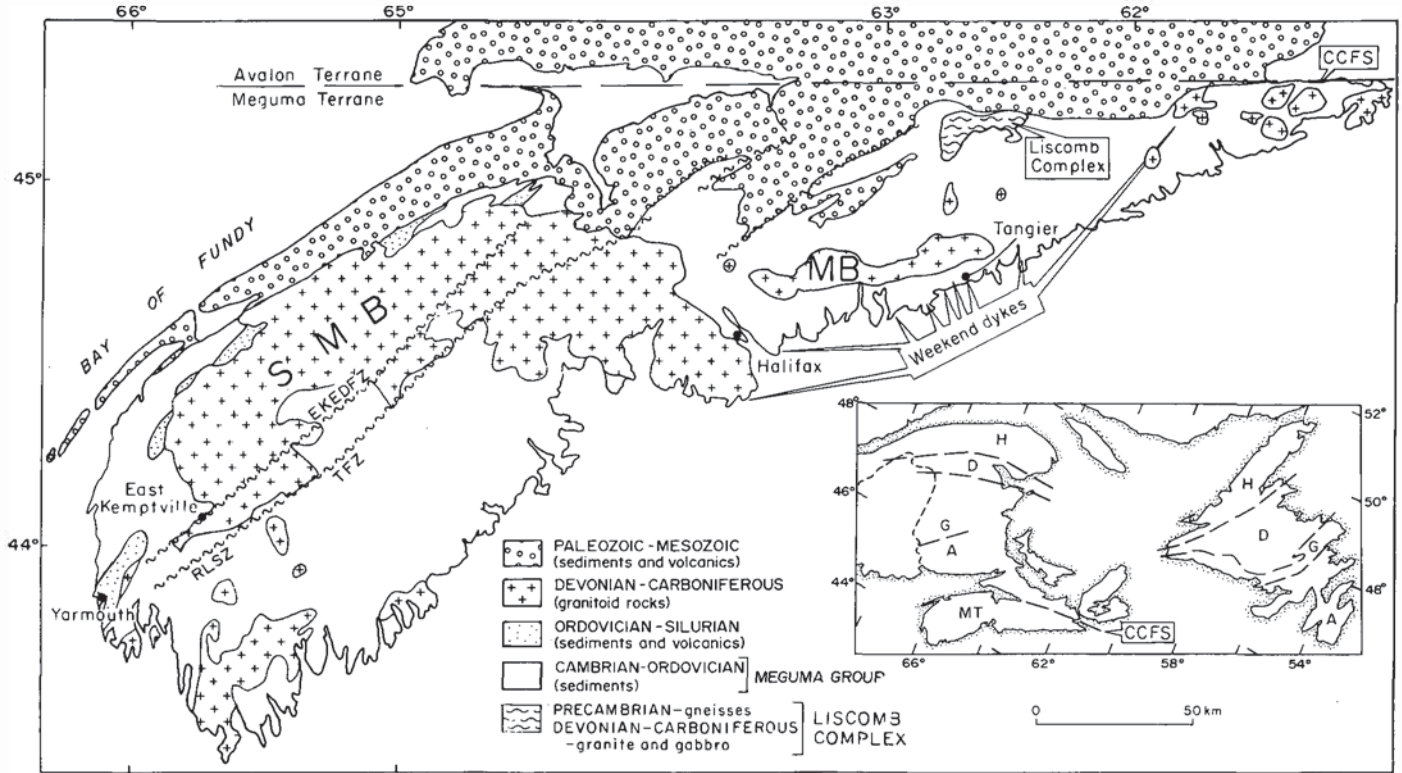 66°
65°
63°
62°
Avalon Terrane
Meguma Terrane
CCFS
45°
44°
BAY OF FUNDY
Liscomb
Complex
Tangier
MB
SMB
Weekend dykes
Halifax
EKEDFZ
TFZ
RLSZ
East
Kemptville
Yarmouth
PALEOZOIC-MESOZOIC
(sediments and volcanics)
DEVONIAN-CARBONIFEROUS
(granitoid rocks)
ORDOVICIAN-SILURIAN
(sediments and volcanics)
CAMBRIAN-ORDOVICIAN
(sediments)
MEGUMA GROUP
PRECAMBRIAN-gneisses
DEVONIAN-CARBONIFEROUS
-granite and gabbro
LISCOMB
COMPLEX
48°
46°
44°
52°
50°
48°
H
D
G
A
MT
CCFS
H
D
G
A
66°
62°
58°
54°
0
50 km